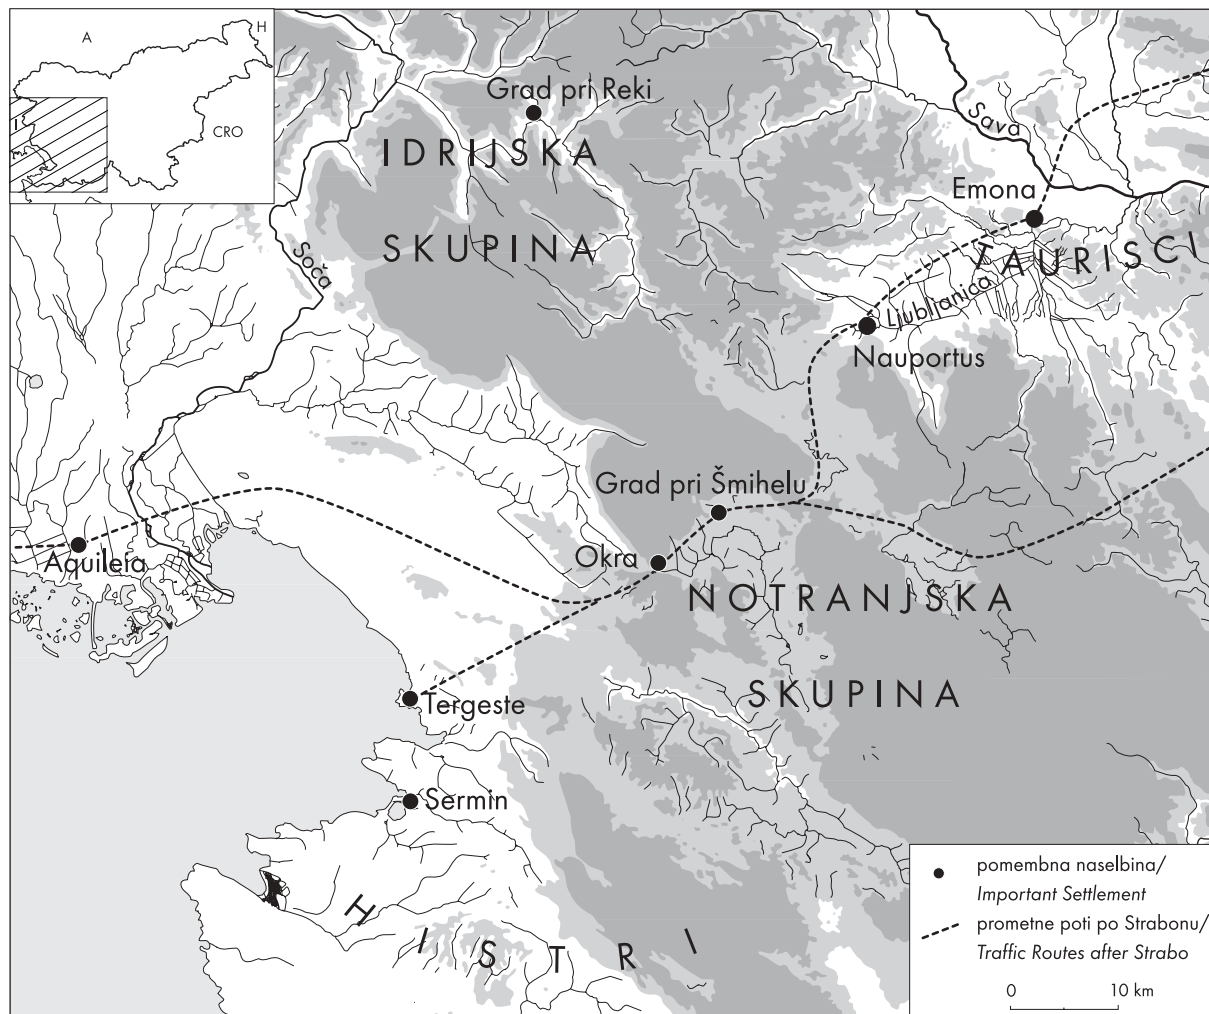 A
H
CRO
I
Grad pri Reki
IDRIJSKA
SKUPINA
Soča
Sava
Emona
TAURISCI
Ljubljanica
Nauportus
Grad pri Šmihelu
Okra
Aquileia
NOTRANJSKA
SKUPINA
Tergeste
Sermin
HISTRI
pomembna naselbina/
Important Settlement
prometne poti po Strabonu/
Traffic Routes after Strabo
0 10 km